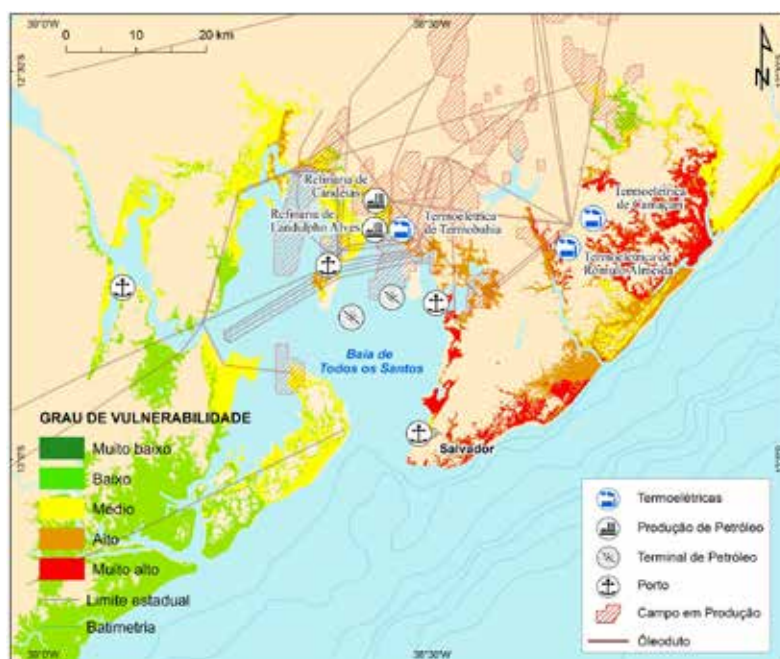 39°0'W
38°30'W
0
10
20 km
12°30'S
Refinaria de
Candeias
Refinaria de
Landulpho Alves
Termoelétrica
de Termobahia
Termoelétrica
de Camaçari
Termoelétrica de
Rômulo Almeida
Baia de
Todos os Santos
Salvador
GRAU DE VULNERABILIDADE
Muito baixo
Baixo
Médio
Alto
Muito alto
Limite estadual
Batimetria
Termoelétricas
Produção de Petróleo
Terminal de Petróleo
Porto
Campo em Produção
Óleoduto
13°0'S
39°0'W
38°30'W